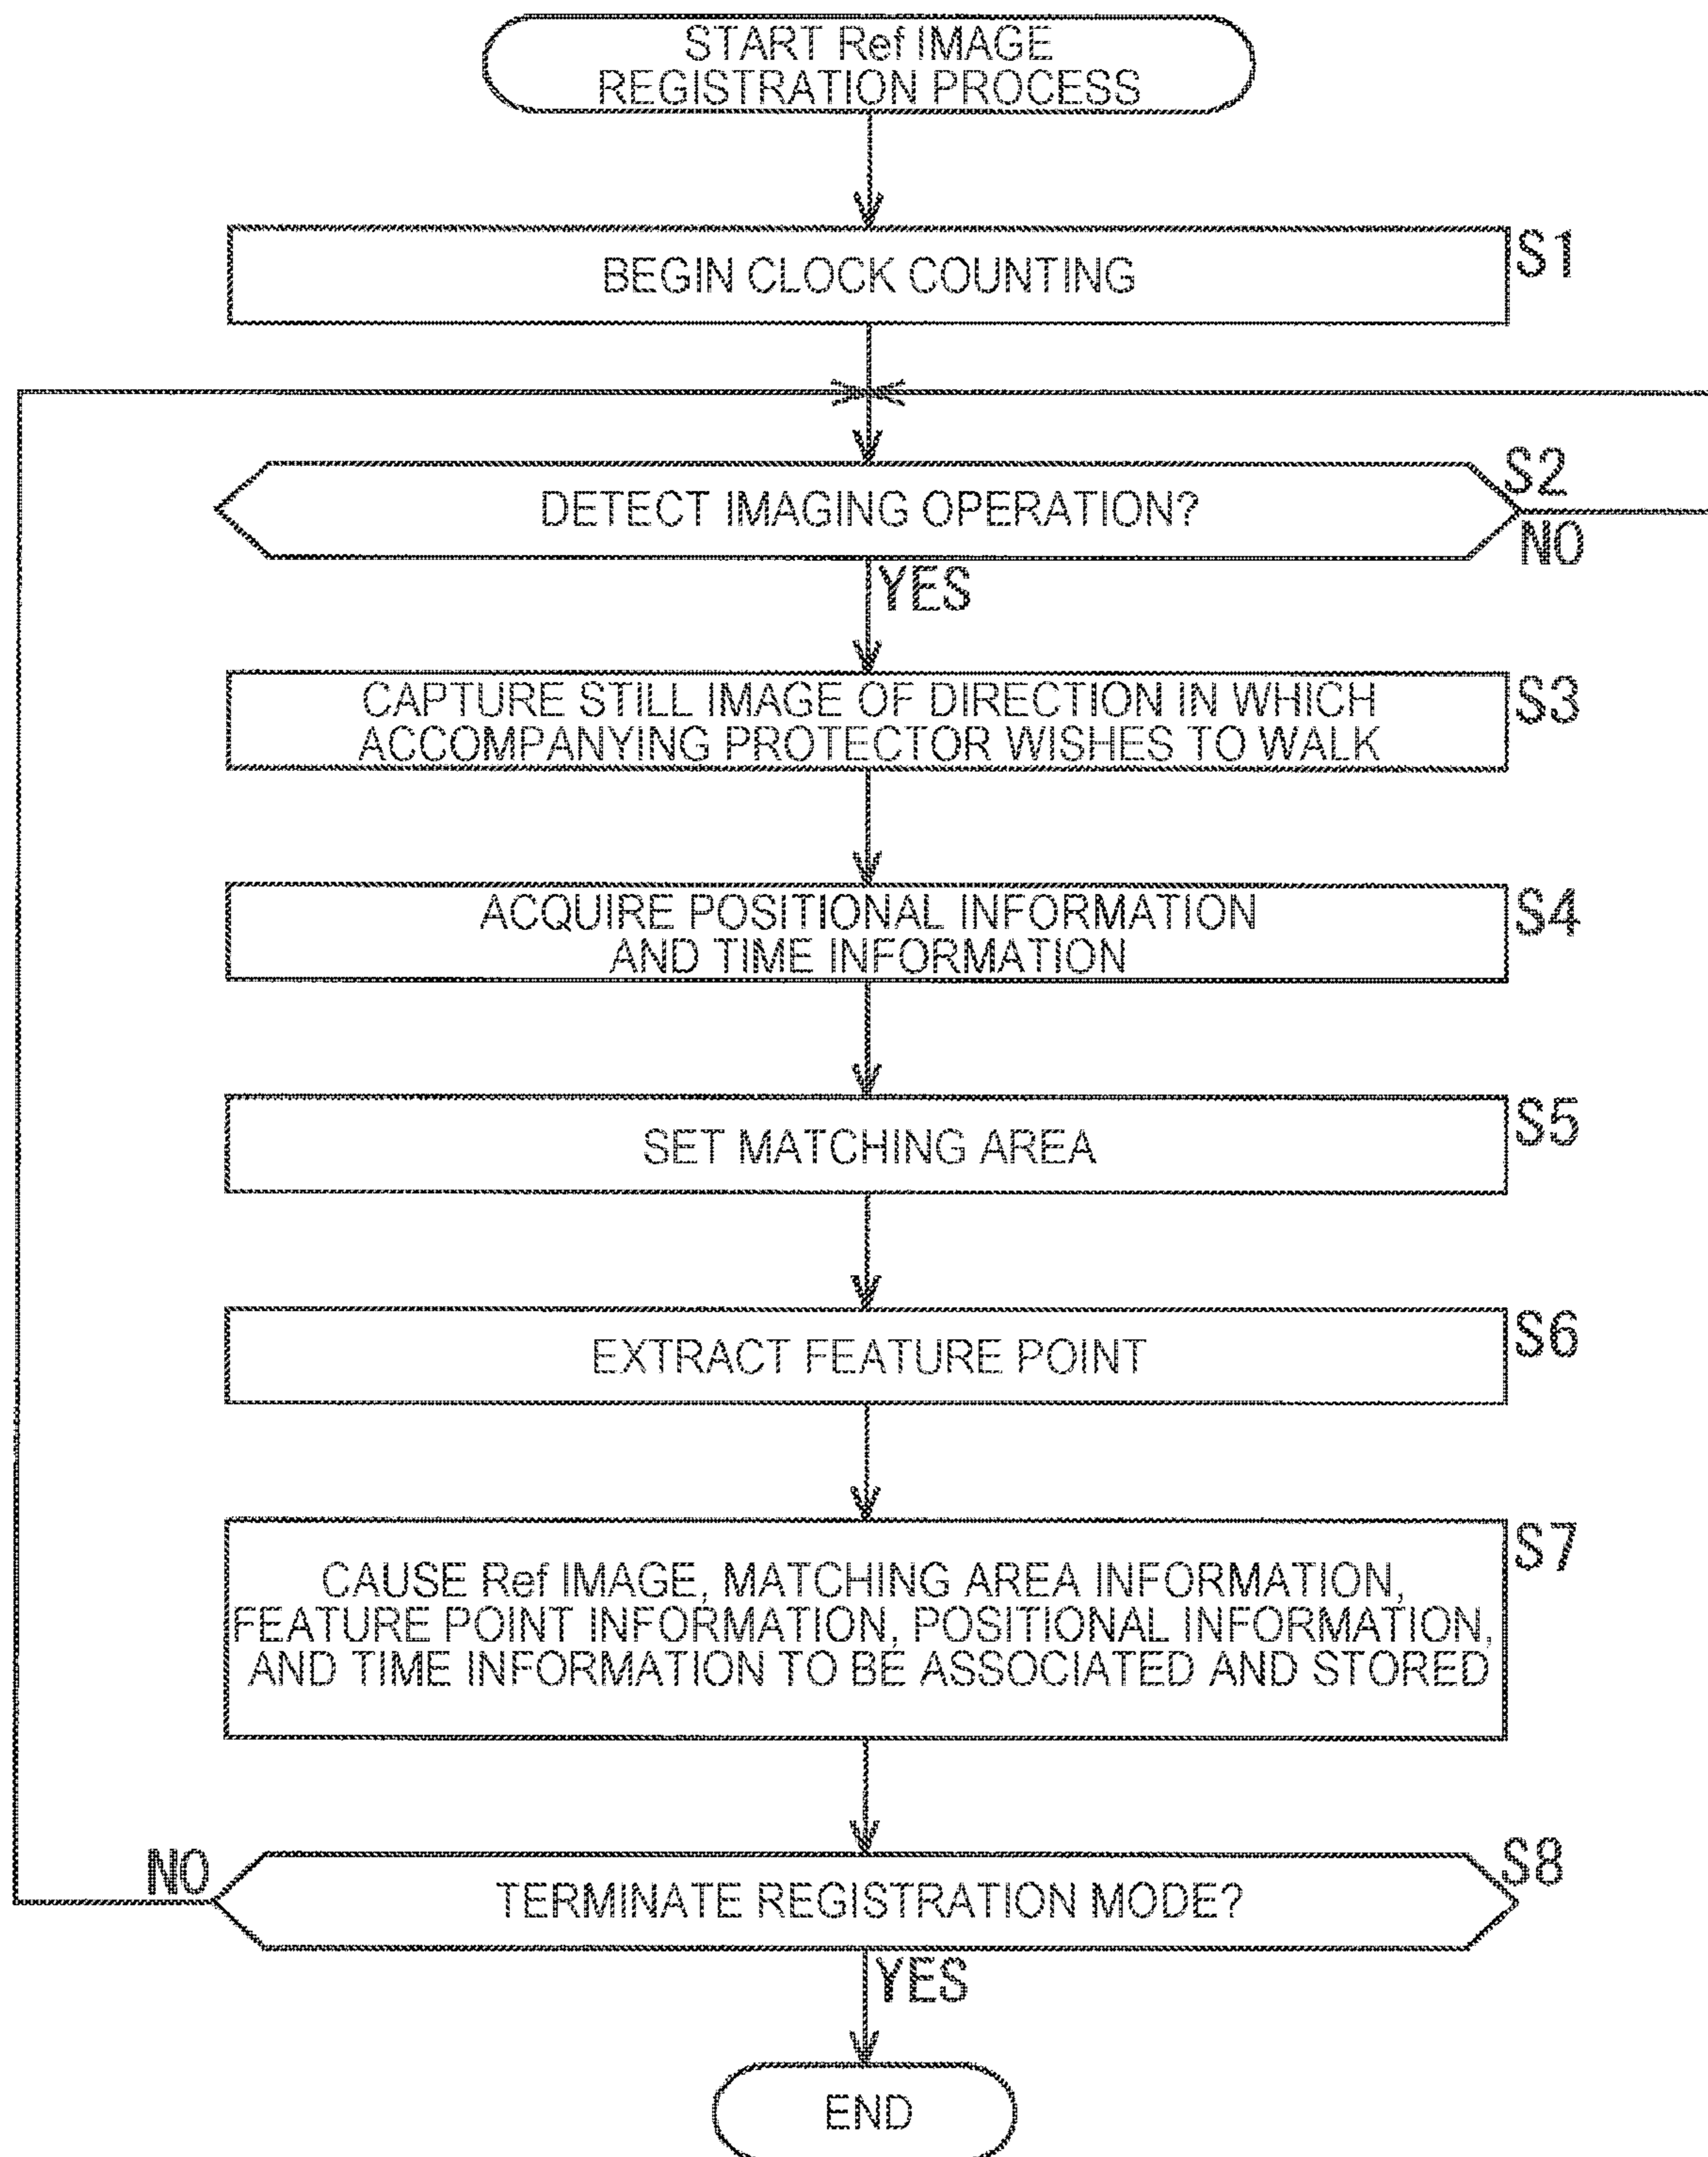 START Ref IMAGE
REGISTRATION PROCESS
BEGIN CLOCK COUNTING
S1
DETECT IMAGING OPERATION?
S2
NO
YES
CAPTURE STILL IMAGE OF DIRECTION IN WHICH
ACCOMPANYING PROTECTOR WISHES TO WALK
S3
ACQUIRE POSITIONAL INFORMATION
AND TIME INFORMATION
S4
SET MATCHING AREA
S5
EXTRACT FEATURE POINT
S6
CAUSE Ref IMAGE, MATCHING AREA INFORMATION,
FEATURE POINT INFORMATION, POSITIONAL INFORMATION,
AND TIME INFORMATION TO BE ASSOCIATED AND STORED
S7
NO
TERMINATE REGISTRATION MODE?
S8
YES
END